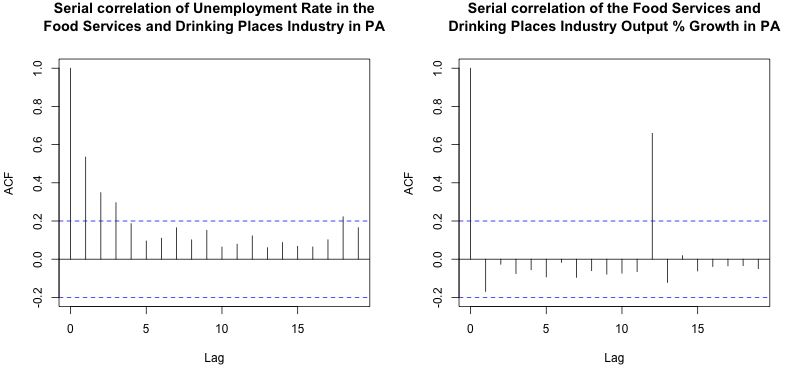 Serial correlation of Unemployment Rate in the
Food Services and Drinking Places Industry in PA
ACF
1.0
0.8
0.6
0.4
0.2
0.0
-0.2
0
5
10
15
Lag
Serial correlation of the Food Services and
Drinking Places Industry Output % Growth in PA
ACF
1.0
0.8
0.6
0.4
0.2
0.0
-0.2
0
5
10
15
Lag